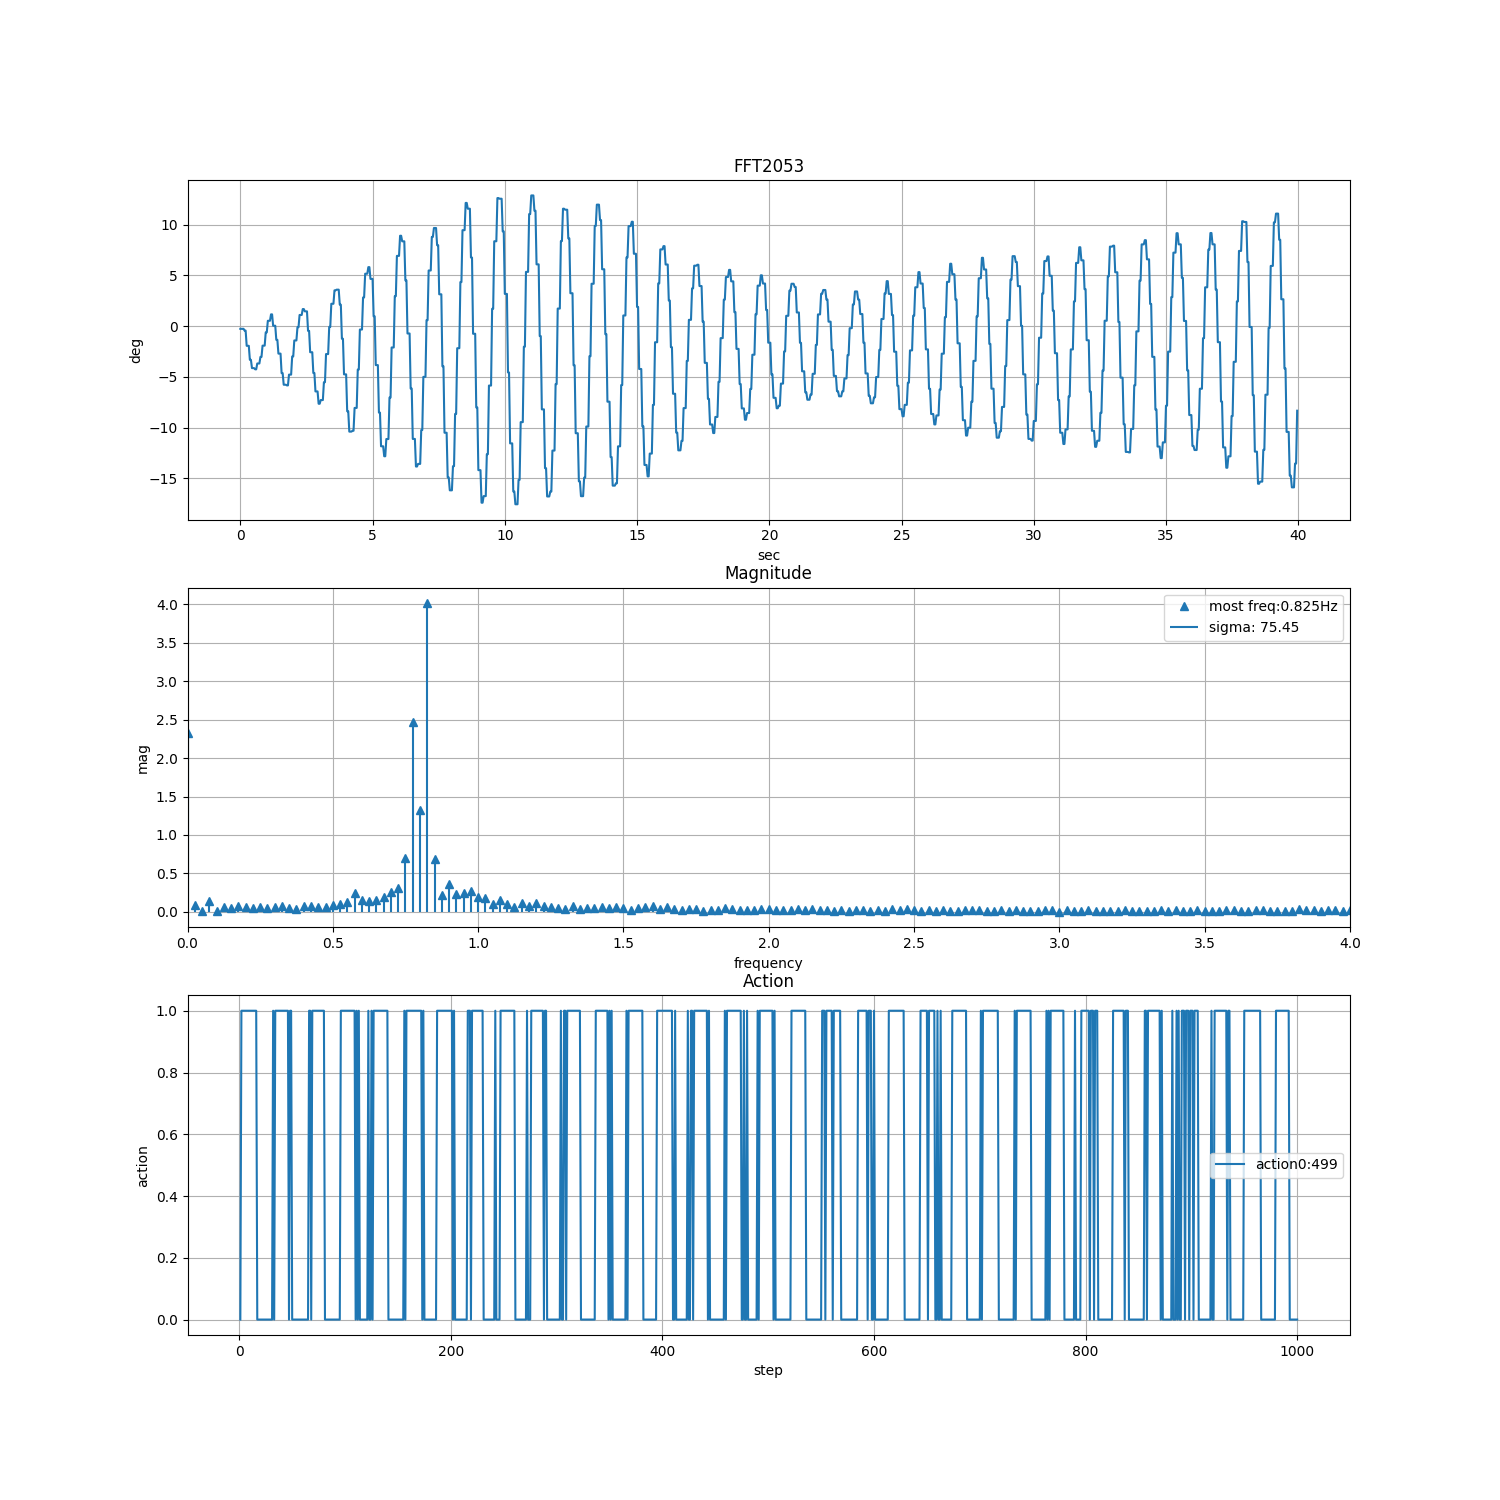 FFT2053
10
5
0
−5
−10
−15
deg
0 5 10 15 20 25 30 35 40
sec
Magnitude
4.0
3.5
3.0
2.5
2.0
1.5
1.0
0.5
0.0
mag
most freq:0.825Hz
sigma: 75.45
0.0 0.5 1.0 1.5 2.0 2.5 3.0 3.5 4.0
frequency
Action
1.0
0.8
0.6
0.4
0.2
0.0
action
action0:499
0 200 400 600 800 1000
step